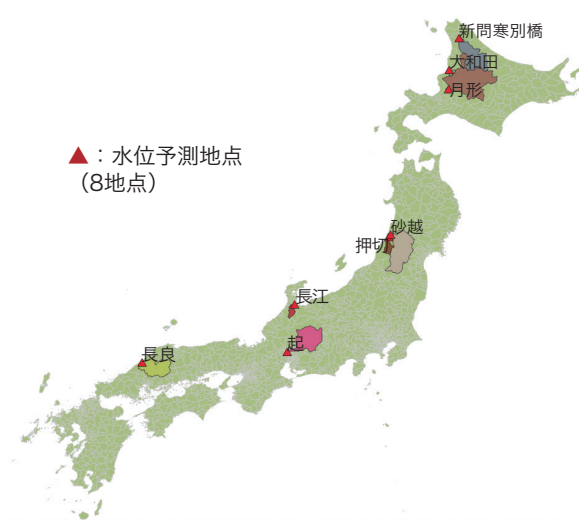 新問寒別橋
大和田
月形
▲：水位予測地点
（8地点）
砂越
押切
長江
起
長良